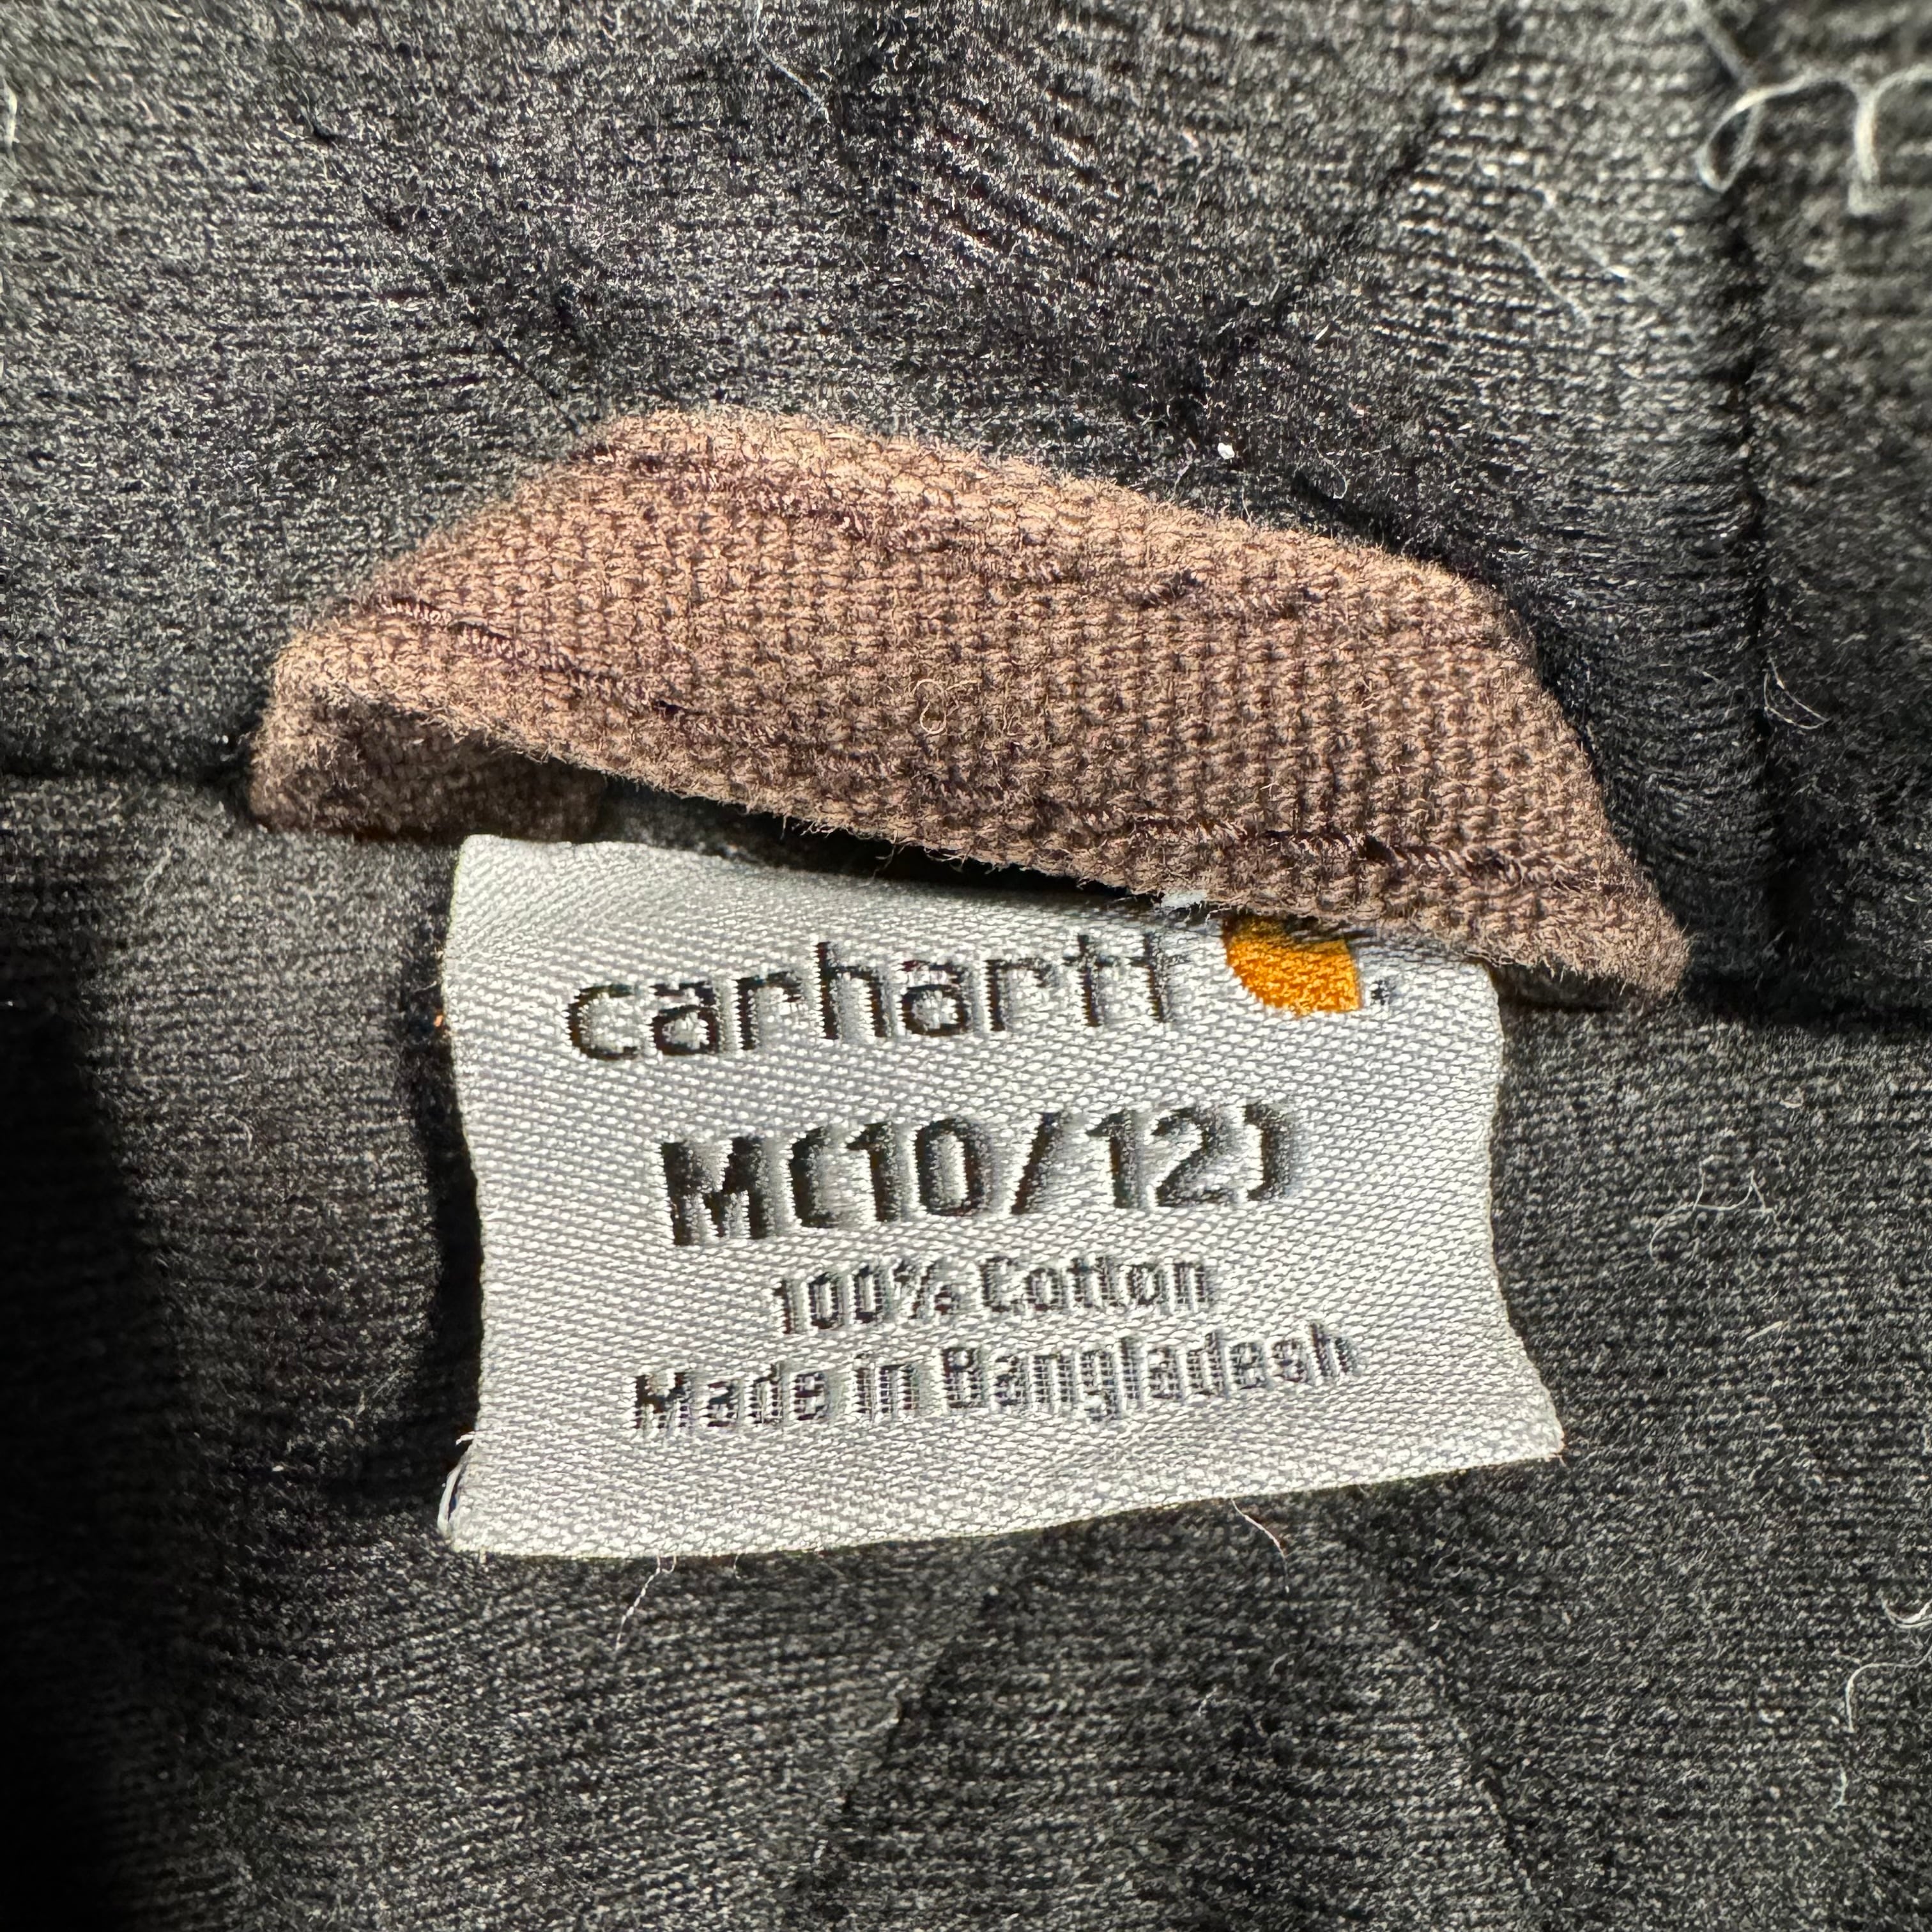 carhartt
M(10/12)
100% Cotton
Made in Bangladesh